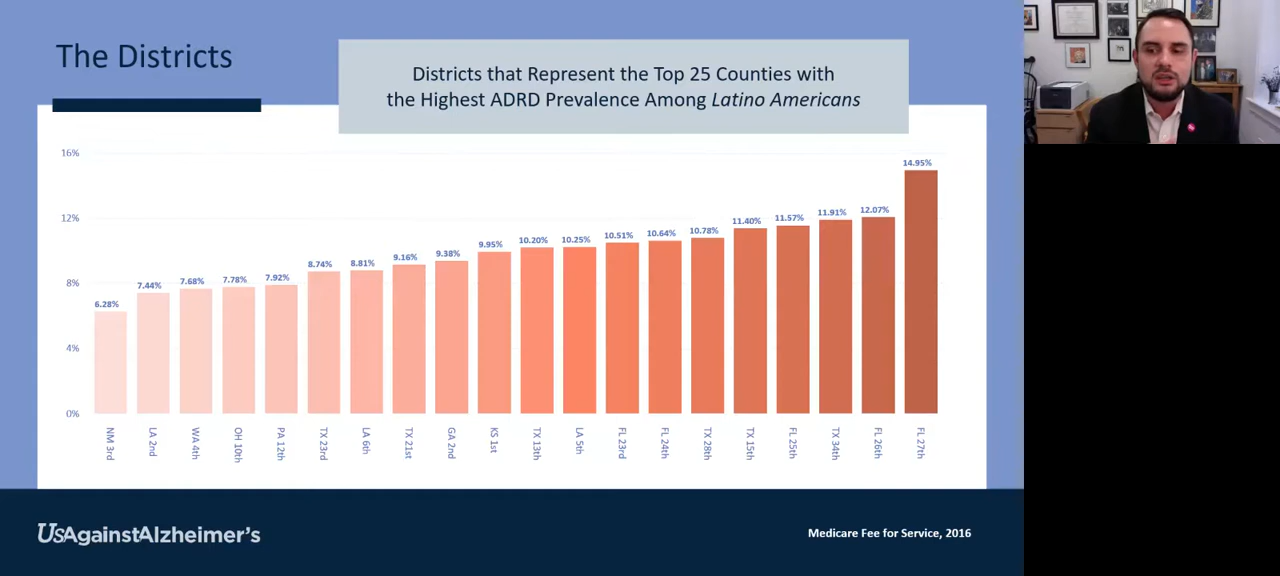 The Districts
Districts that Represent the Top 25 Counties with
the Highest ADRD Prevalence Among Latino Americans
16%
12%
8%
4%
0%
6.28%
7.44%
7.68%
7.78%
7.92%
8.74%
8.81%
9.16%
9.38%
9.95%
10.20%
10.25%
10.51%
10.64%
10.78%
11.40%
11.57%
11.91%
12.07%
14.95%
NM 3rd
LA 2nd
WA 4th
OH 10th
PA 12th
TX 23rd
LA 6th
TX 21st
GA 2nd
KS 1st
TX 13th
LA 5th
FL 23rd
FL 24th
TX 28th
TX 15th
FL 25th
TX 34th
FL 26th
FL 27th
UsAgainstAlzheimer's
Medicare Fee for Service, 2016